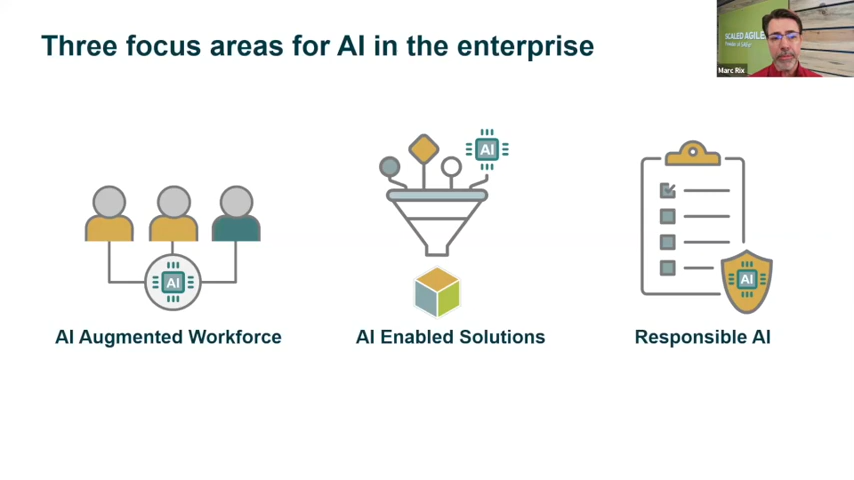 Three focus areas for AI in the enterprise
SCALED AGILE
Marc Rix
AI
AI
AI
AI Augmented Workforce
AI Enabled Solutions
Responsible AI